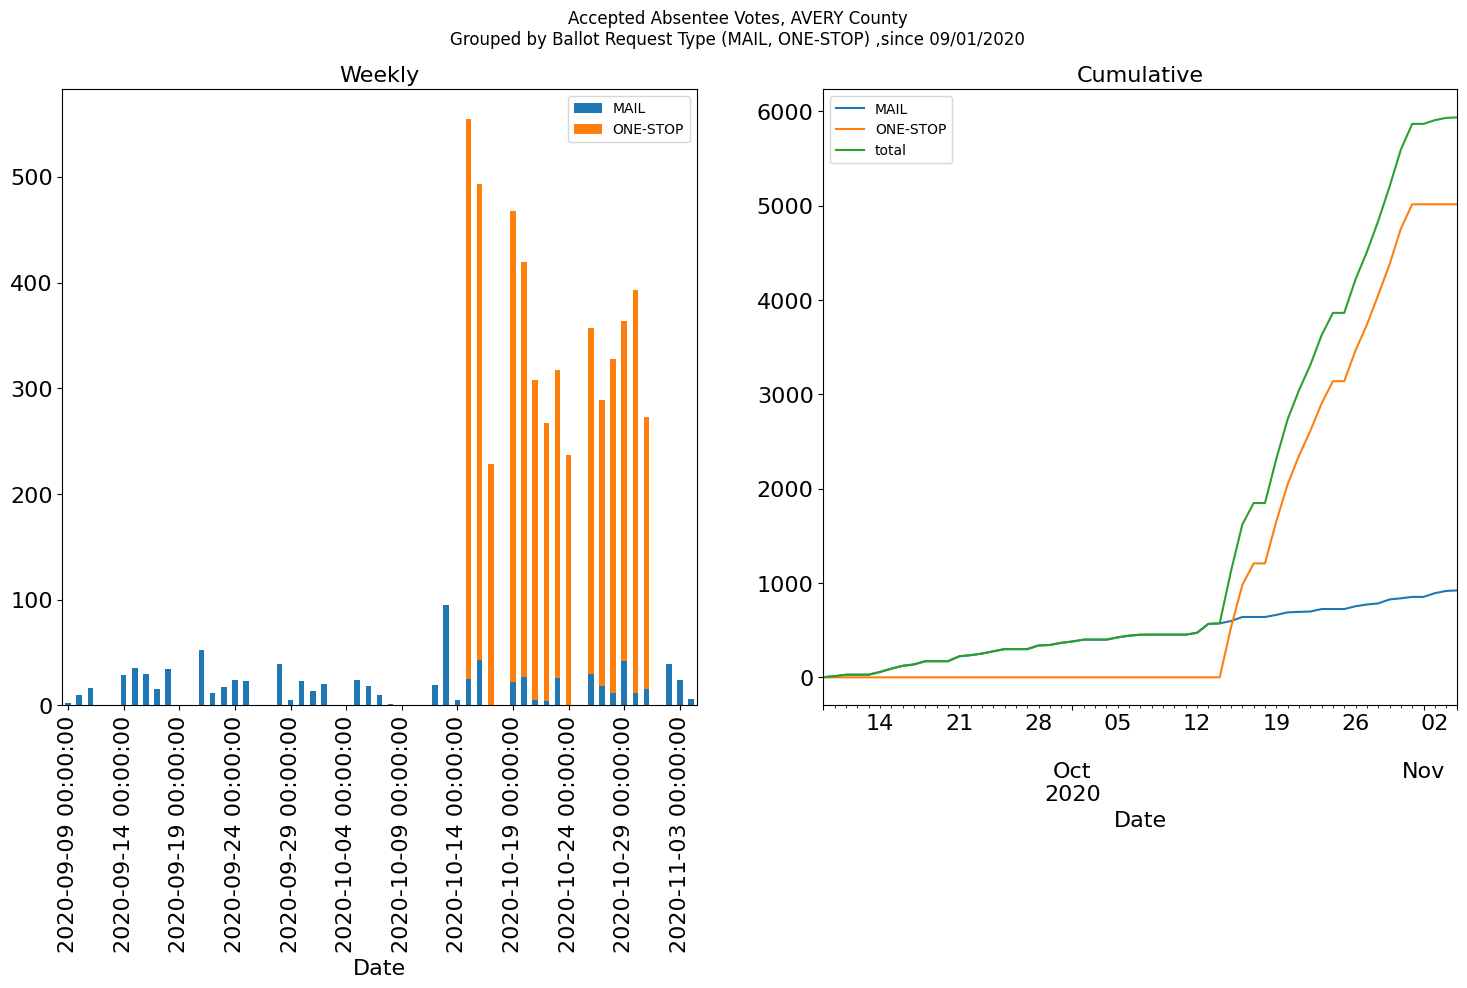 Accepted Absentee Votes, AVERY County
Grouped by Ballot Request Type (MAIL, ONE-STOP) ,since 09/01/2020
Weekly
MAIL
ONE-STOP
500
400
300
200
100
0
2020-09-09 00:00:00
2020-09-14 00:00:00
2020-09-19 00:00:00
2020-09-24 00:00:00
2020-09-29 00:00:00
2020-10-04 00:00:00
2020-10-09 00:00:00
2020-10-14 00:00:00
2020-10-19 00:00:00
2020-10-24 00:00:00
2020-10-29 00:00:00
2020-11-03 00:00:00
Date
Cumulative
MAIL
ONE-STOP
total
6000
5000
4000
3000
2000
1000
0
14 21 28 05 12 19 26 02
Oct Nov
2020
Date